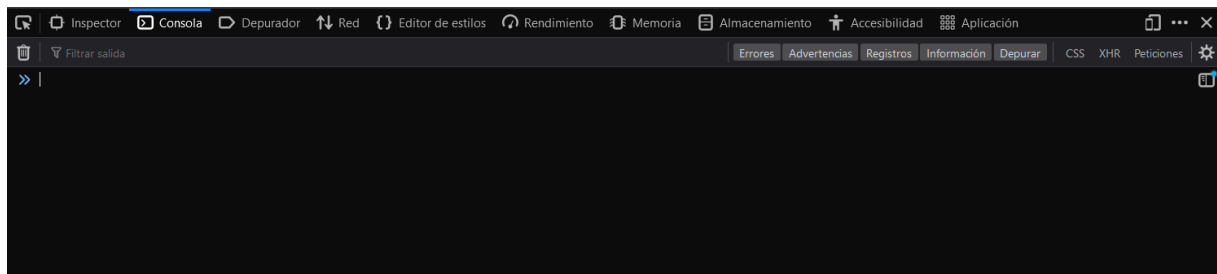 Inspector Consola Depurador Red Editor de estilos Rendimiento Memoria Almacenamiento Accesibilidad Aplicación
Filtrar salida Errores Advertencias Registros Información Depurar CSS XHR Peticiones